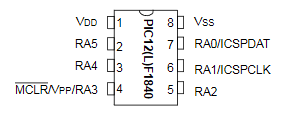 VDD 1 8 VSS
RA5 2 7 RA0/ICSPDAT
RA4 3 6 RA1/ICSPCLK
MCLR/VPP/RA3 4 5 RA2
PIC12(L)F1840